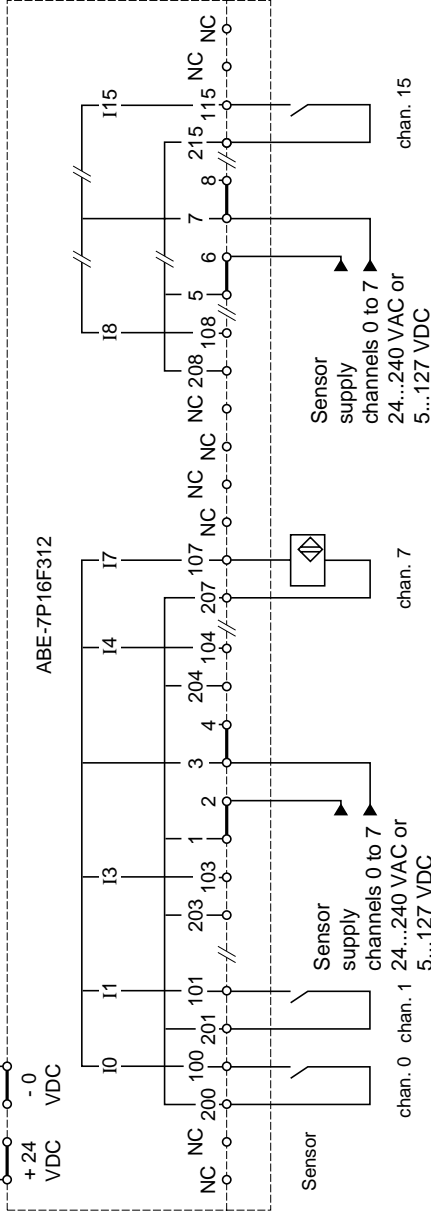 + 24 VDC
- 0 VDC
ABE-7P16F312
I0 I1 I3 I4 I7 I8 I15
NC NC 200 100 201 101 203 103 1 2 3 4 204 104 207 107 NC NC NC NC 208 108 5 6 7 8 215 115 NC NC
Sensor
Sensor
supply
channels 0 to 7
24...240 VAC or
5...127 VDC
Sensor
supply
channels 0 to 7
24...240 VAC or
5...127 VDC
chan. 0 chan. 1 chan. 7 chan. 15